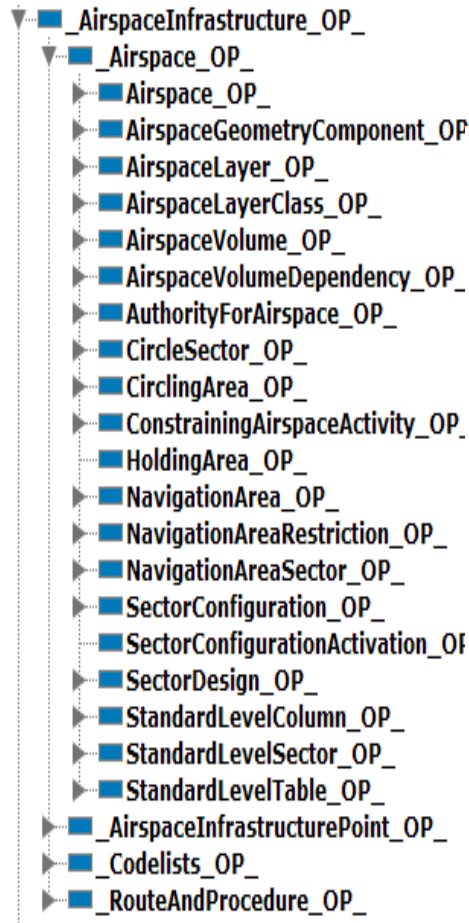 _AirspaceInfrastructure_OP_
_Airspace_OP_
Airspace_OP_
AirspaceGeometryComponent_OP
AirspaceLayer_OP_
AirspaceLayerClass_OP_
AirspaceVolume_OP_
AirspaceVolumeDependency_OP_
AuthorityForAirspace_OP_
CircleSector_OP_
CirclingArea_OP_
ConstrainingAirspaceActivity_OP_
HoldingArea_OP_
NavigationArea_OP_
NavigationAreaRestriction_OP_
NavigationAreaSector_OP_
SectorConfiguration_OP_
SectorConfigurationActivation_OP
SectorDesign_OP_
StandardLevelColumn_OP_
StandardLevelSector_OP_
StandardLevelTable_OP_
_AirspaceInfrastructurePoint_OP_
_Codelists_OP_
_RouteAndProcedure_OP_